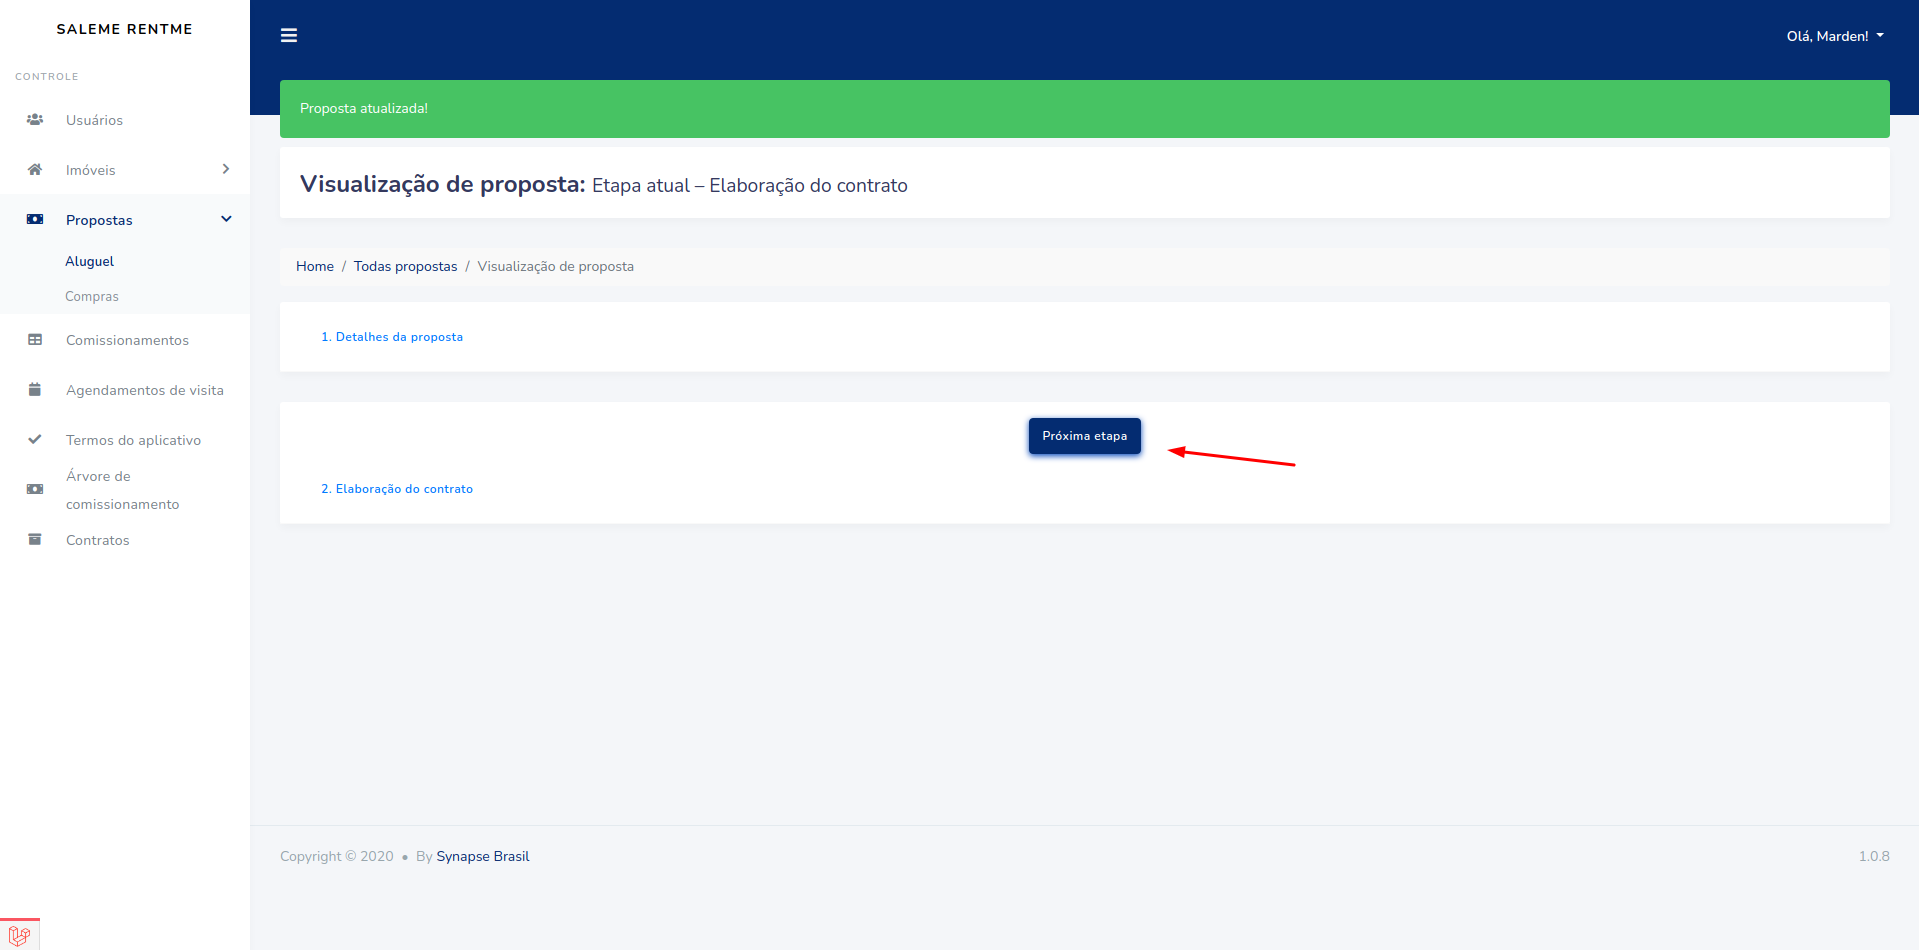 SALEME RENTME
CONTROLE
Usuários
Imóveis
Propostas
Aluguel
Compras
Comissionamentos
Agendamentos de visita
Termos do aplicativo
Árvore de
comissionamento
Contratos
Olá, Marden!
Proposta atualizada!
Visualização de proposta: Etapa atual – Elaboração do contrato
Home / Todas propostas / Visualização de proposta
1. Detalhes da proposta
Próxima etapa
2. Elaboração do contrato
Copyright © 2020 • By Synapse Brasil
1.0.8